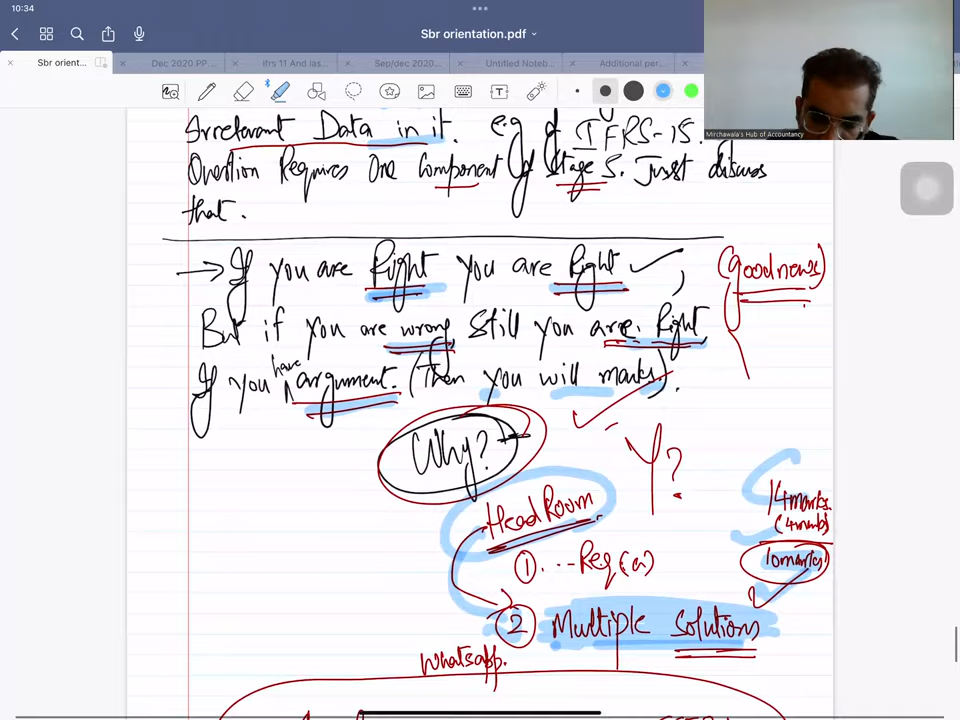 10:34
Sbr orientation.pdf
Sbr orient...
Dec 2020 PP
ifrs 11 And las
Sep/dec 2020
Untitled Noteb
Additional pers
Mirchawala's Hub of Accountancy
Irrelevant Data in it. e.g of IFRS-15.
Question Requires One Component of Stage 5. Just discuss
that.
→ If you are Right you are Right ✓,
(good news)
But if you are wrong, Still you are Right
If you have argument. (Then you will marks).
Why?
Y?
Head Room
14 marks.
(4 marks)
10 marks!
① ...Req (a)
② Multiple Solutions
Whatsapp.